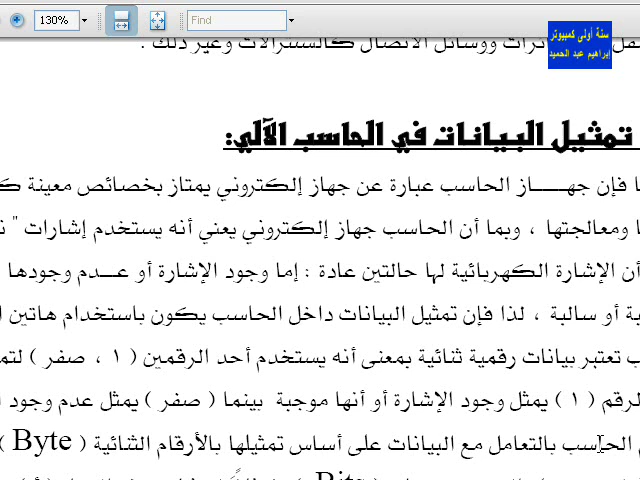 130%
Find
سنة أولى كمبيوتر
إبراهيم عبد الحميد
ووسائل الاتصال كالسنترالات وغير ذلك .
تمثيل البيانات في الحاسب الآلي:
فإن جهـــاز الحاسب عبارة عن جهاز إلكتروني يمتاز بخصائص معينة
ومعالجتها ، وبما أن الحاسب جهاز إلكتروني يعني أنه يستخدم إشارات "
أن الإشارة الكهربائية لها حالتين عادة : إما وجود الإشارة أو عـــدم وجودها
أو سالبة ، لذا فإن تمثيل البيانات داخل الحاسب يكون باستخدام هاتين
تعتبر بيانات رقمية ثنائية بمعنى أنه يستخدم أحد الرقمين ( ١ ، صفر )
الرقم ( ١ ) يمثل وجود الإشارة أو أنها موجبة بينما ( صفر ) يمثل عدم وجود
الحاسب بالتعامل مع البيانات على أساس تمثيلها بالأرقام الثنائية ( Byte )